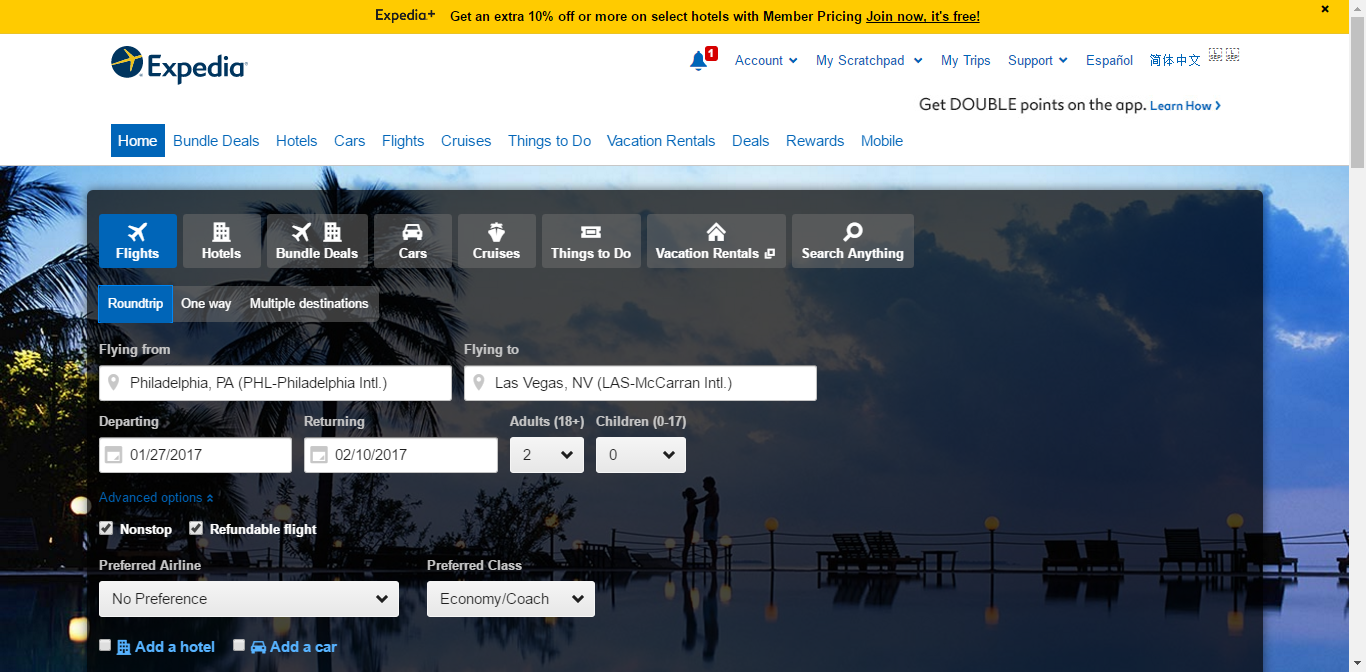 Expedia+ Get an extra 10% off or more on select hotels with Member Pricing Join now, it's free!
Expedia
1 Account My Scratchpad My Trips Support Español 简体中文
Get DOUBLE points on the app. Learn How
Home Bundle Deals Hotels Cars Flights Cruises Things to Do Vacation Rentals Deals Rewards Mobile
Flights Hotels Bundle Deals Cars Cruises Things to Do Vacation Rentals Search Anything
Roundtrip One way Multiple destinations
Flying from Flying to
Philadelphia, PA (PHL-Philadelphia Intl.) Las Vegas, NV (LAS-McCarran Intl.)
Departing Returning Adults (18+) Children (0-17)
01/27/2017 02/10/2017 2 0
Advanced options
Nonstop Refundable flight
Preferred Airline Preferred Class
No Preference Economy/Coach
Add a hotel Add a car